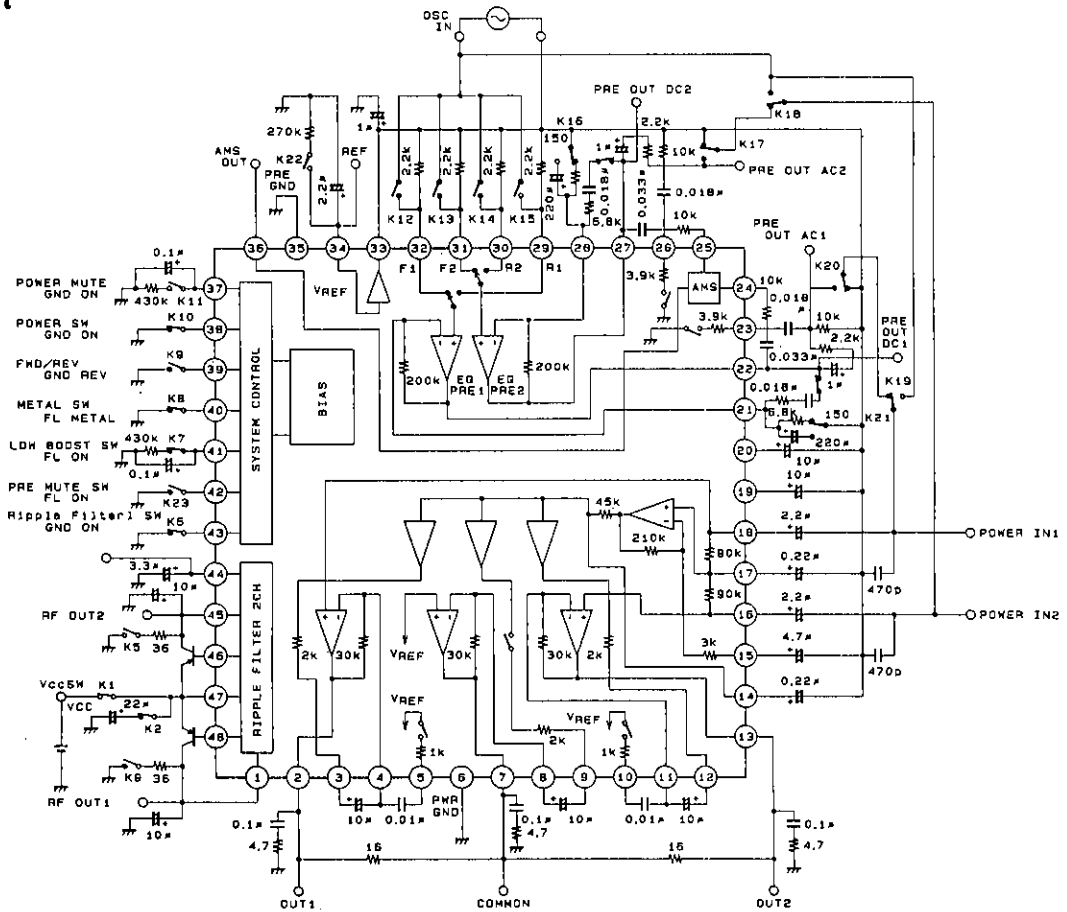 OSC
IN
PRE OUT DC2
K18
K16
2.2k
150
K17
270k
1μ
2.2k
2.2k
2.2k
2.2k
1μ
10k
PRE OUT AC2
AMS
OUT
K22
REF
PRE
GND
2.2μ
220μ
0.018μ
0.033μ
0.018μ
K12
K13
K14
K15
6.8k
10k
PRE
OUT AC1
36
35
34
33
32
31
30
29
28
27
26
25
0.1μ
F1
F2
R2
R1
3.9k
10k
K20
POWER MUTE
GND ON
430k
K11
37
VREF
AMS
24
0.018μ
PRE
OUT
DC1
POWER SW
GND ON
K10
38
3.9k
23
10k
2.2k
FWD/REV
GND REV
K9
39
200k
EQ
PRE1
EQ
PRE2
200k
22
0.033μ
1μ
K19
METAL SW
FL METAL
K8
40
SYSTEM CONTROL
BIAS
0.018μ
21
6.8k
150
K21
LOW BOOST SW
FL ON
430k
K7
41
0.1μ
20
220μ
10μ
PRE MUTE SW
FL ON
K23
42
19
10μ
Ripple Filter1 SW
GND ON
K6
43
45k
210k
18
2.2μ
POWER IN1
80k
3.3μ
44
17
0.22μ
10μ
90k
470p
RF OUT2
45
16
2.2μ
POWER IN2
K5
36
46
RIPPLE FILTER 2CH
2k
30k
VREF
30k
30k
2k
3k
15
4.7μ
VccSW
K1
VCC
47
470p
22μ
K2
14
0.22μ
48
VREF
VREF
13
K9
36
1k
2k
1k
RF OUT1
1
2
3
4
5
6
7
8
9
10
11
12
10μ
0.1μ
4.7
10μ
0.01μ
PWR
GND
0.1μ
4.7
10μ
0.01μ
10μ
0.1μ
4.7
16
16
OUT1
COMMON
OUT2